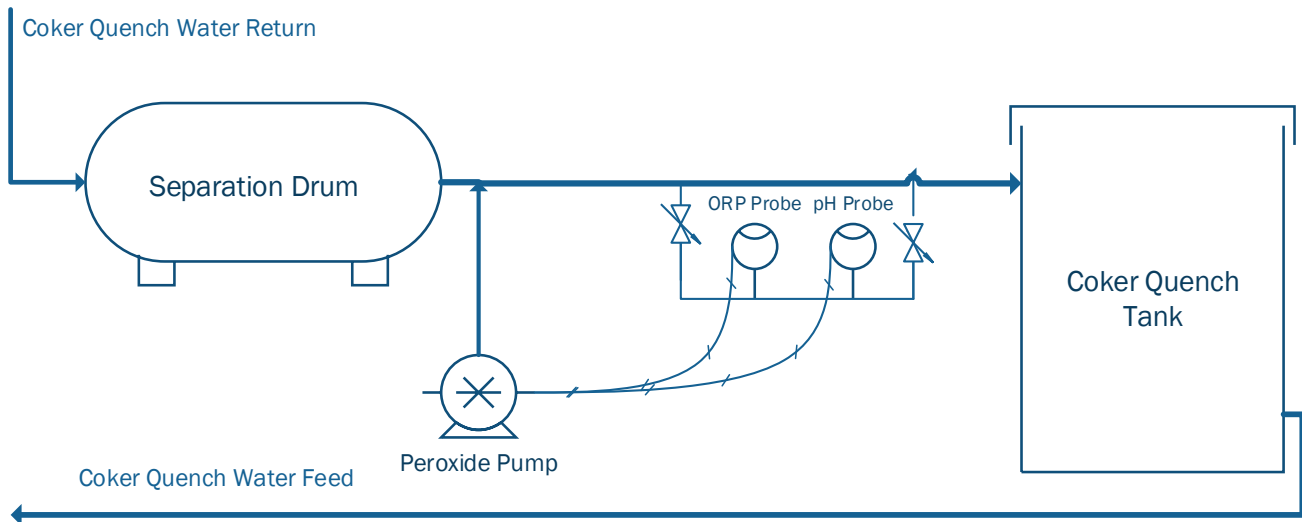 Coker Quench Water Return
Separation Drum
ORP Probe
pH Probe
Coker Quench
Tank
Peroxide Pump
Coker Quench Water Feed